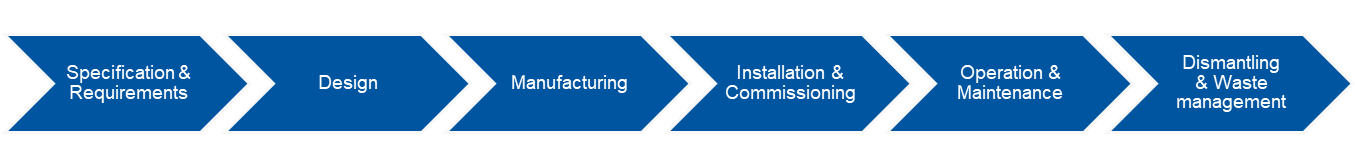 Specification &
Requirements
Design
Manufacturing
Installation &
Commissioning
Operation &
Maintenance
Dismantling
& Waste
management